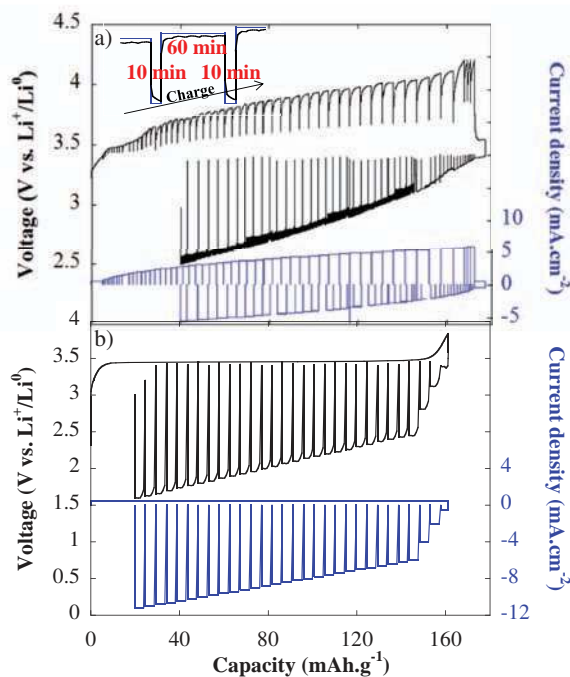 a)
60 min
10 min 10 min
Charge
Voltage (V vs. Li⁺/Li⁰)
4.5
4
3.5
3
2.5
4
Current density (mA.cm⁻²)
10
5
0
-5
b)
Voltage (V vs. Li⁺/Li⁰)
3.5
3
2.5
2
1.5
1
0.5
0
Current density (mA.cm⁻²)
4
0
-4
-8
-12
0 40 80 120 160
Capacity (mAh.g⁻¹)